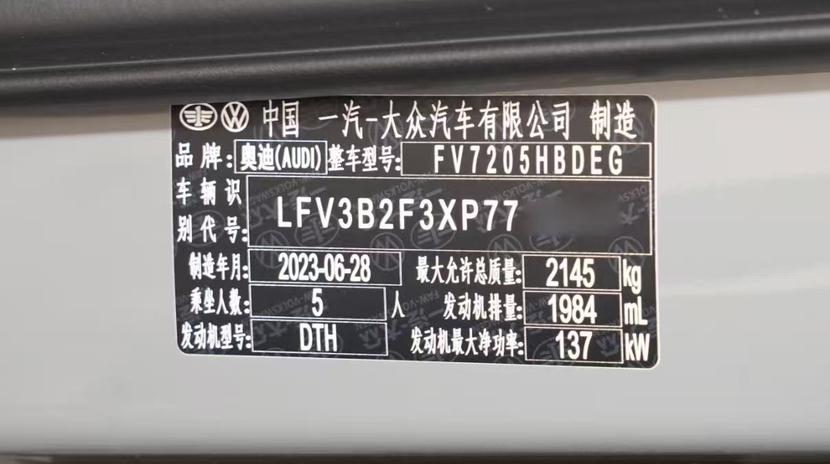 中国 一汽-大众汽车有限公司 制造
品牌: 奥迪(AUDI) 整车型号: FV7205HBDEG
车辆识别代号: LFV3B2F3XP77
制造年月: 2023-06-28 最大允许总质量: 2145 kg
乘坐人数: 5 人 发动机排量: 1984 mL
发动机型号: DTH 发动机最大净功率: 137 kW